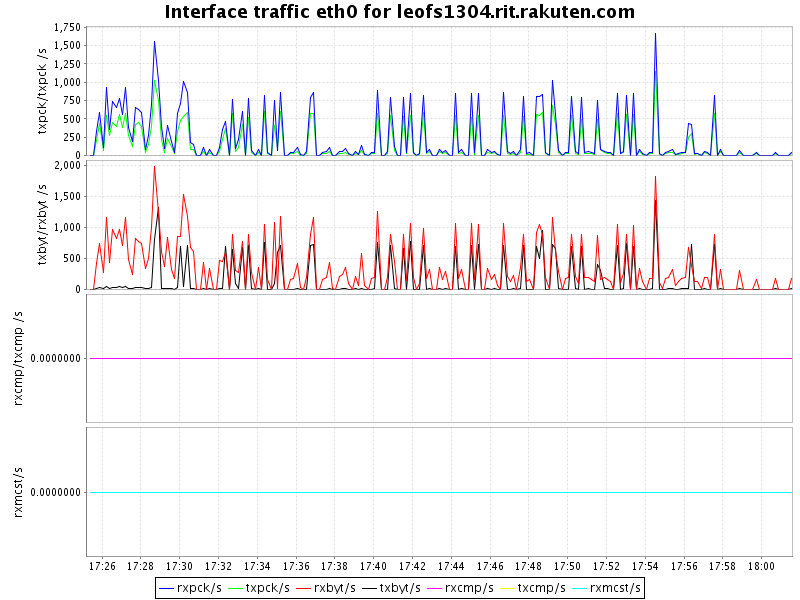 Interface traffic eth0 for leofs1304.rit.rakuten.com
txpck/txpck /s
1,750
1,500
1,250
1,000
750
500
250
0
txbyt/rxbyt /s
2,000
1,500
1,000
500
0
rxcmp/txcmp /s
0.0000000
rxmcst/s
0.0000000
17:26 17:28 17:30 17:32 17:34 17:36 17:38 17:40 17:42 17:44 17:46 17:48 17:50 17:52 17:54 17:56 17:58 18:00
rxpck/s txpck/s rxbyt/s txbyt/s rxcmp/s txcmp/s rxmcst/s